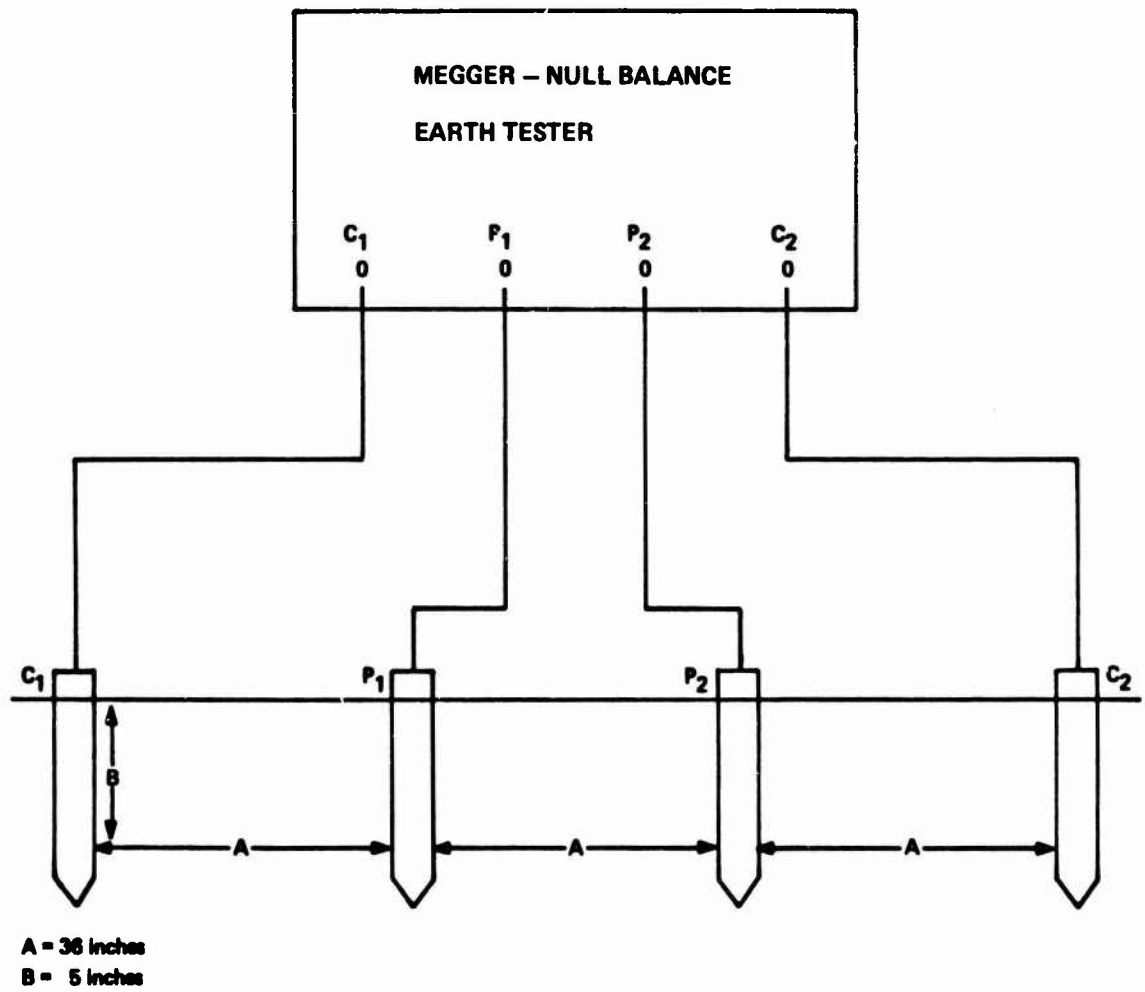 MEGGER – NULL BALANCE
EARTH TESTER
C1 P1 P2 C2
0 0 0 0
C1 P1 P2 C2
B
A A A
A = 36 inches
B = 5 inches